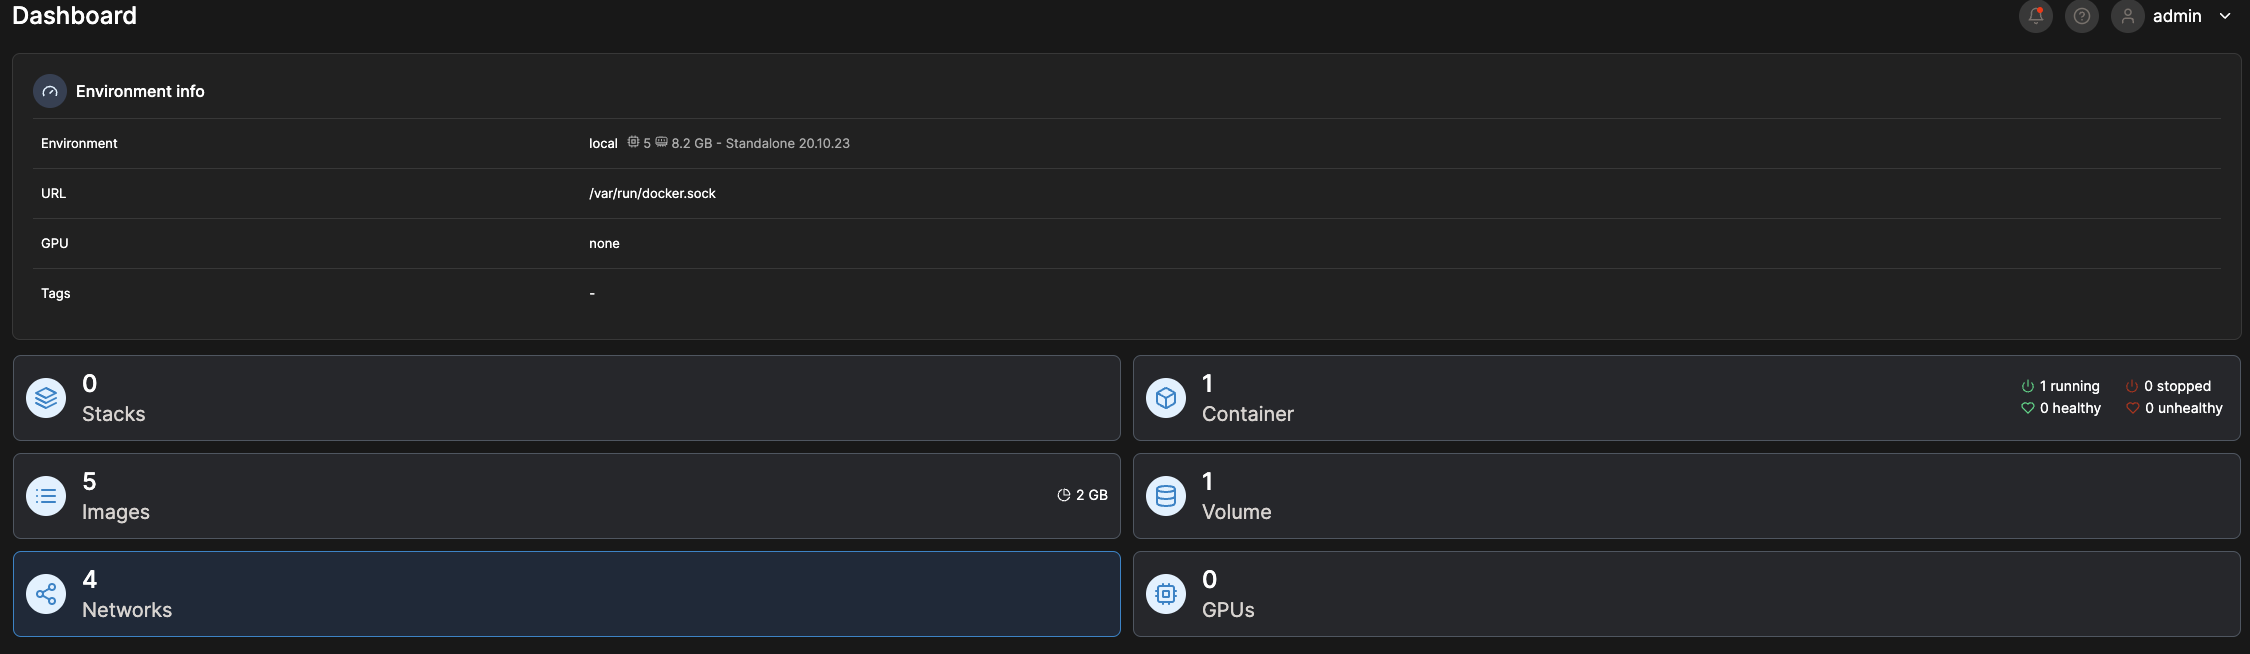 Dashboard
admin
Environment info
Environment local 5 8.2 GB - Standalone 20.10.23
URL /var/run/docker.sock
GPU none
Tags -
0
Stacks
1
Container
1 running 0 stopped
0 healthy 0 unhealthy
5
Images
2 GB
1
Volume
4
Networks
0
GPUs